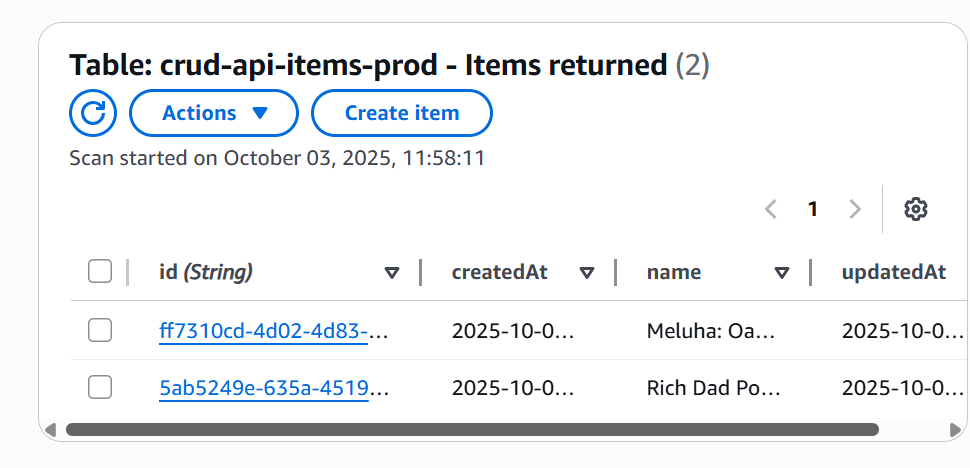 Table: crud-api-items-prod - Items returned (2)
Actions Create item
Scan started on October 03, 2025, 11:58:11
1
id (String) createdAt name updatedAt
ff7310cd-4d02-4d83-... 2025-10-0... Meluha: Oa... 2025-10-0...
5ab5249e-635a-4519... 2025-10-0... Rich Dad Po... 2025-10-0...